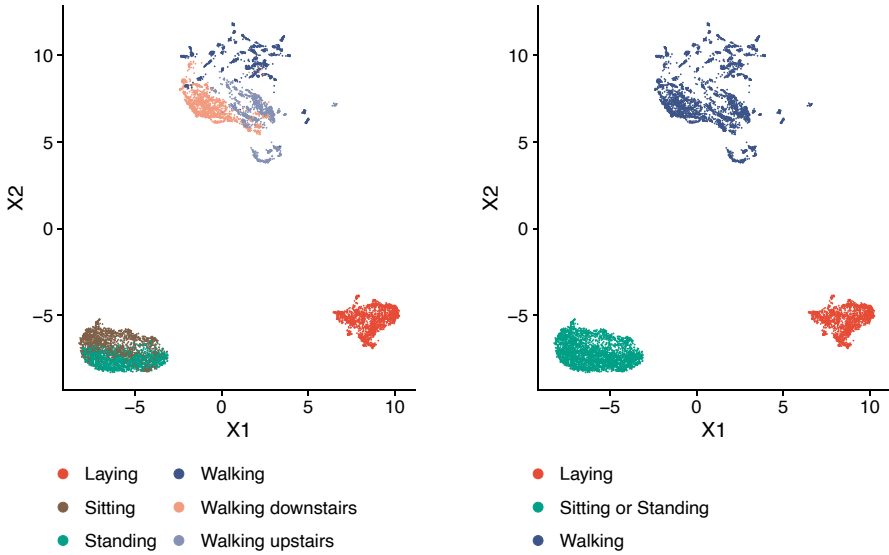 10
5
0
−5
X2
−5
0
5
10
X1
Laying
Walking
Sitting
Walking downstairs
Standing
Walking upstairs
10
5
0
−5
X2
−5
0
5
10
X1
Laying
Sitting or Standing
Walking